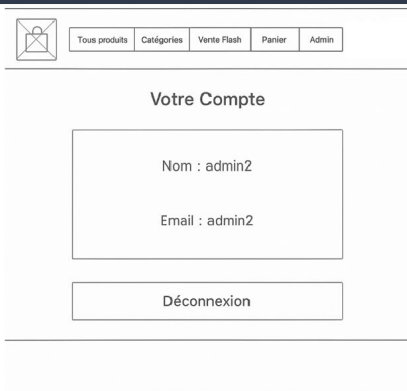 Tous produits Catégories Vente Flash Panier Admin
Votre Compte
Nom : admin2
Email : admin2
Déconnexion